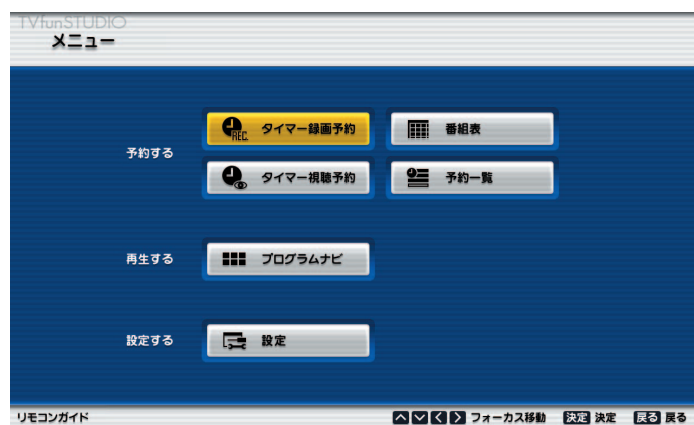 TVfunSTUDIO
メニュー
予約する
REC. タイマー録画予約
番組表
タイマー視聴予約
予約一覧
再生する
プログラムナビ
設定する
設定
リモコンガイド
フォーカス移動 決定 決定 戻る 戻る